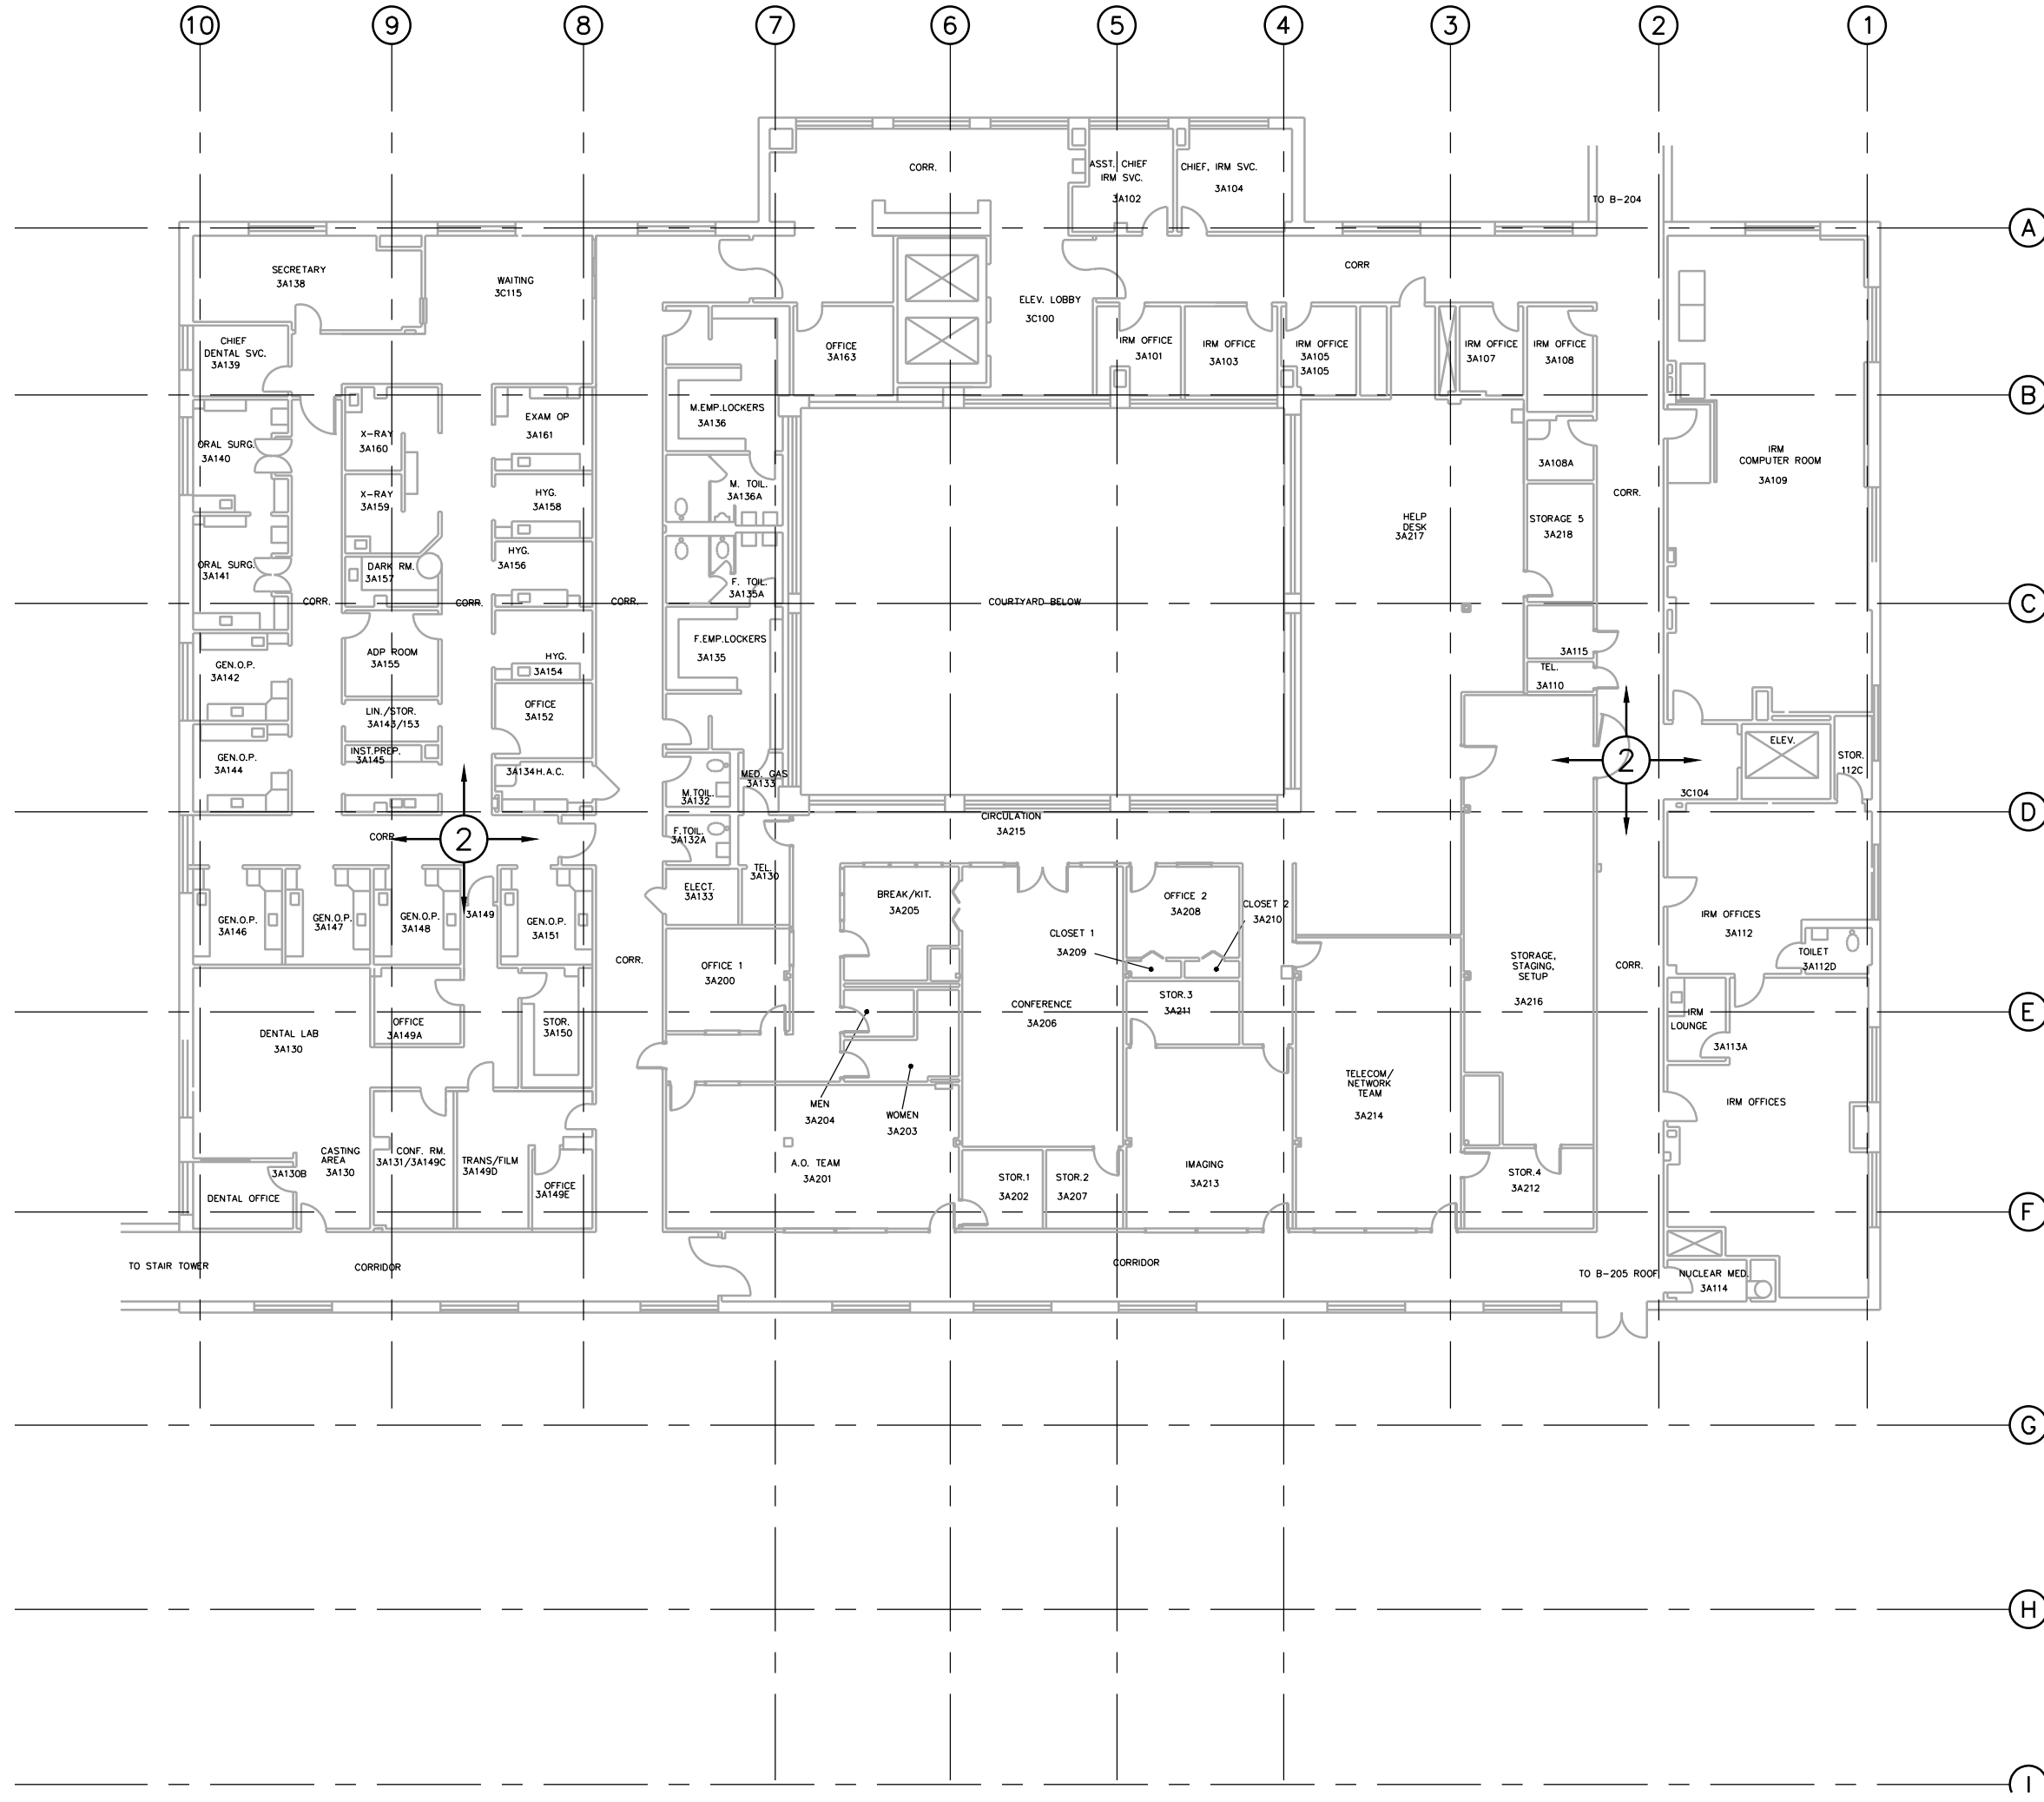 10
9
8
7
6
5
4
3
2
1
CORR.
ASST. CHIEF
IRM SVC.
3A102
CHIEF, IRM SVC.
3A104
TO B-204
A
SECRETARY
3A138
WAITING
3C115
ELEV. LOBBY
3C100
CORR
CHIEF
DENTAL SVC.
3A139
OFFICE
3A163
IRM OFFICE
3A101
IRM OFFICE
3A103
IRM OFFICE
3A105
3A105
IRM OFFICE
3A107
IRM OFFICE
3A108
B
M.EMP.LOCKERS
3A136
EXAM OP
3A161
X-RAY
3A160
ORAL SURG.
3A140
IRM
COMPUTER ROOM
3A109
3A108A
M. TOIL.
3A136A
X-RAY
3A159
HYG.
3A158
CORR.
HELP
DESK
3A217
STORAGE 5
3A218
HYG.
3A156
DARK RM.
3A157
ORAL SURG.
3A141
F. TOIL.
3A135A
CORR.
CORR.
CORR.
COURTYARD BELOW
C
F.EMP.LOCKERS
3A135
ADP ROOM
3A155
HYG.
3A154
GEN.O.P.
3A142
3A115
TEL.
3A110
LIN./STOR.
3A143/153
OFFICE
3A152
INST.PREP.
3A145
GEN.O.P.
3A144
3A134H.A.C.
MED. GAS
3A133
M.TOIL.
3A132
2
ELEV.
STOR.
112C
3C104
D
CIRCULATION
3A215
CORR.
2
F.TOIL.
3A132A
TEL.
3A130
ELECT.
3A133
BREAK/KIT.
3A205
OFFICE 2
3A208
CLOSET 2
3A210
GEN.O.P.
3A146
GEN.O.P.
3A147
GEN.O.P.
3A148
3A149
GEN.O.P.
3A151
CLOSET 1
3A209
IRM OFFICES
3A112
TOILET
3A112D
CORR.
OFFICE 1
3A200
STORAGE,
STAGING,
SETUP
3A216
CORR.
CONFERENCE
3A206
STOR.3
3A211
E
DENTAL LAB
3A130
OFFICE
3A149A
STOR.
3A150
IRM
LOUNGE
3A113A
TELECOM/
NETWORK
TEAM
3A214
IRM OFFICES
MEN
3A204
WOMEN
3A203
CASTING
AREA
3A130
3A130B
CONF. RM.
3A131/3A149C
TRANS/FILM
3A149D
OFFICE
3A149E
DENTAL OFFICE
A.O. TEAM
3A201
STOR.1
3A202
STOR.2
3A207
IMAGING
3A213
STOR.4
3A212
F
TO STAIR TOWER
CORRIDOR
CORRIDOR
TO B-205 ROOF
NUCLEAR MED.
3A114
G
H
I